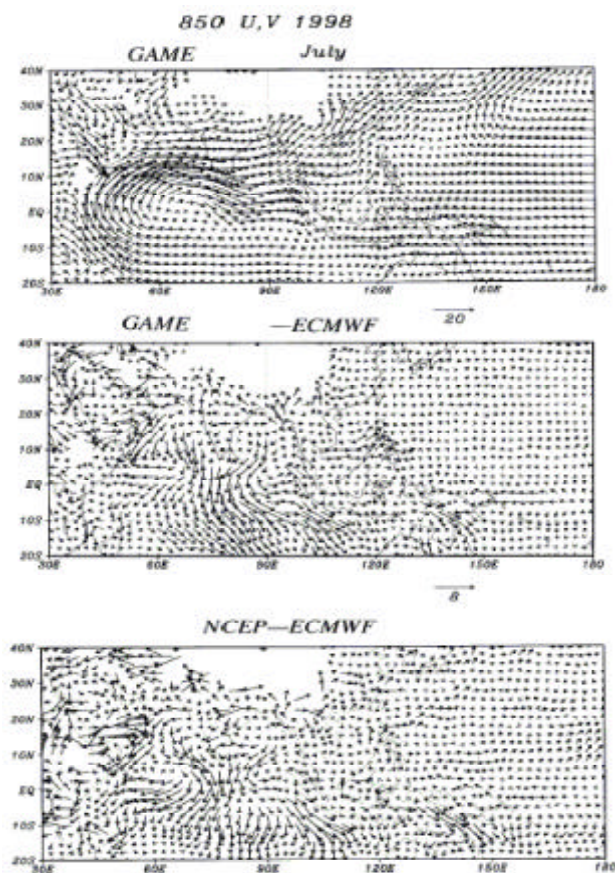 850 U,V 1998
GAME July
40N
30N
20N
10N
EQ
10S
20S
30E 60E 90E 120E 150E 180
20
GAME —ECMWF
40N
30N
20N
10N
EQ
10S
20S
30E 60E 90E 120E 150E 180
8
NCEP—ECMWF
40N
30N
20N
10N
EQ
10S
20S
30E 60E 90E 120E 150E 180